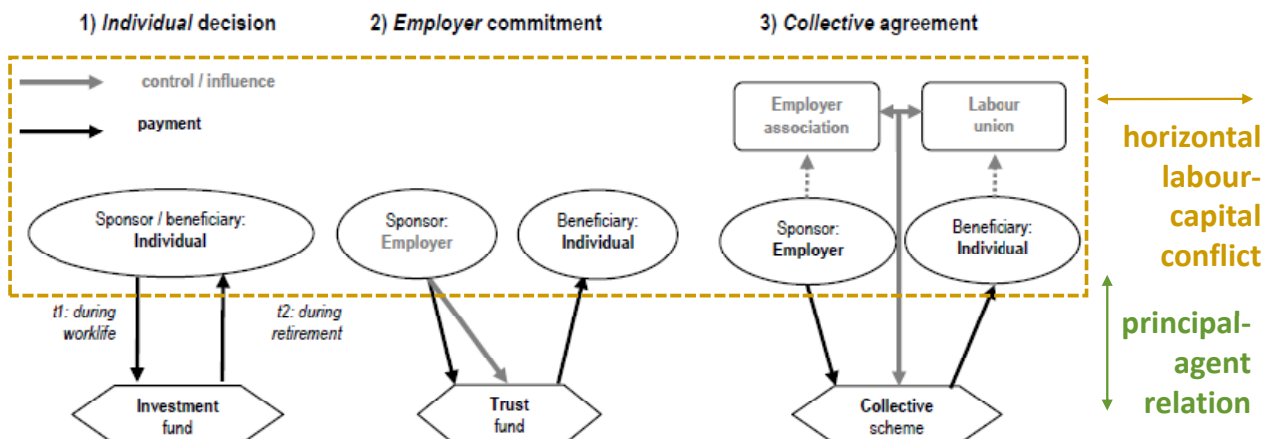 1) Individual decision
2) Employer commitment
3) Collective agreement
control / influence
payment
Employer
association
Labour
union
Sponsor / beneficiary:
Individual
Sponsor:
Employer
Beneficiary:
Individual
Sponsor:
Employer
Beneficiary:
Individual
t1: during
worklife
t2: during
retirement
Investment
fund
Trust
fund
Collective
scheme
horizontal
labour-
capital
conflict
principal-
agent
relation